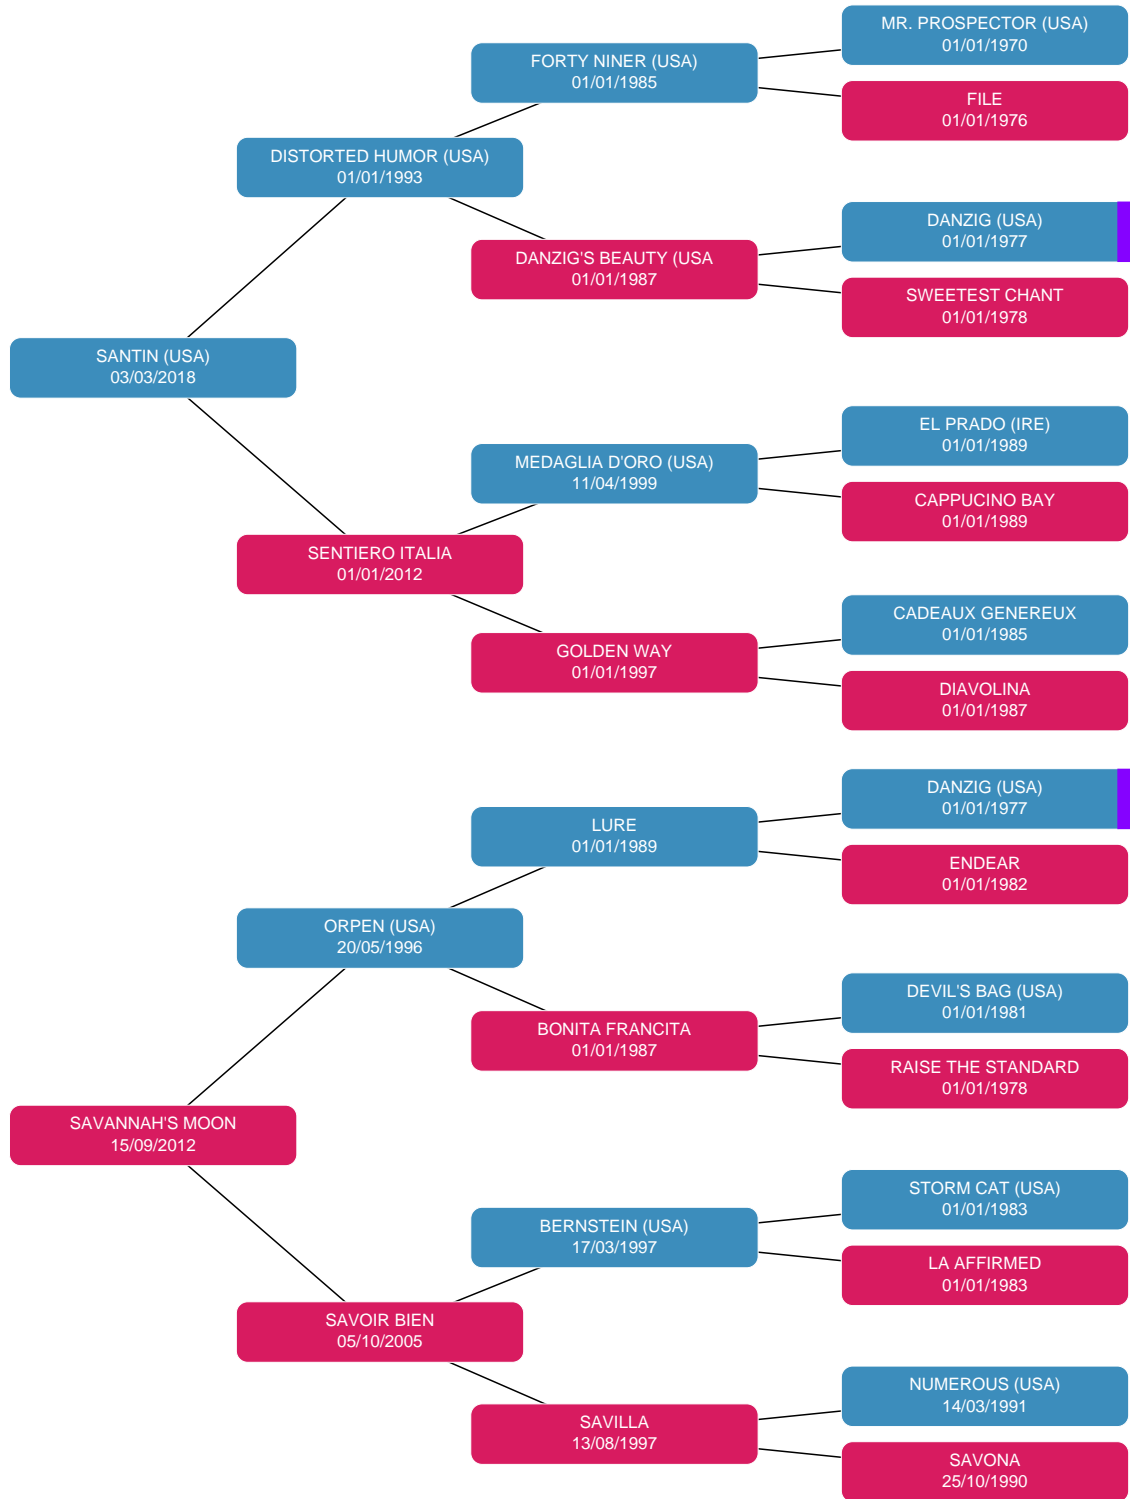 MR. PROSPECTOR (USA)
01/01/1970
FORTY NINER (USA)
01/01/1985
FILE
01/01/1976
DISTORTED HUMOR (USA)
01/01/1993
DANZIG (USA)
01/01/1977
DANZIG'S BEAUTY (USA
01/01/1987
SWEETEST CHANT
01/01/1978
SANTIN (USA)
03/03/2018
EL PRADO (IRE)
01/01/1989
MEDAGLIA D'ORO (USA)
11/04/1999
CAPPUCINO BAY
01/01/1989
SENTIERO ITALIA
01/01/2012
CADEAUX GENEREUX
01/01/1985
GOLDEN WAY
01/01/1997
DIAVOLINA
01/01/1987
DANZIG (USA)
01/01/1977
LURE
01/01/1989
ENDEAR
01/01/1982
ORPEN (USA)
20/05/1996
DEVIL'S BAG (USA)
01/01/1981
BONITA FRANCITA
01/01/1987
RAISE THE STANDARD
01/01/1978
SAVANNAH'S MOON
15/09/2012
STORM CAT (USA)
01/01/1983
BERNSTEIN (USA)
17/03/1997
LA AFFIRMED
01/01/1983
SAVOIR BIEN
05/10/2005
NUMEROUS (USA)
14/03/1991
SAVILLA
13/08/1997
SAVONA
25/10/1990